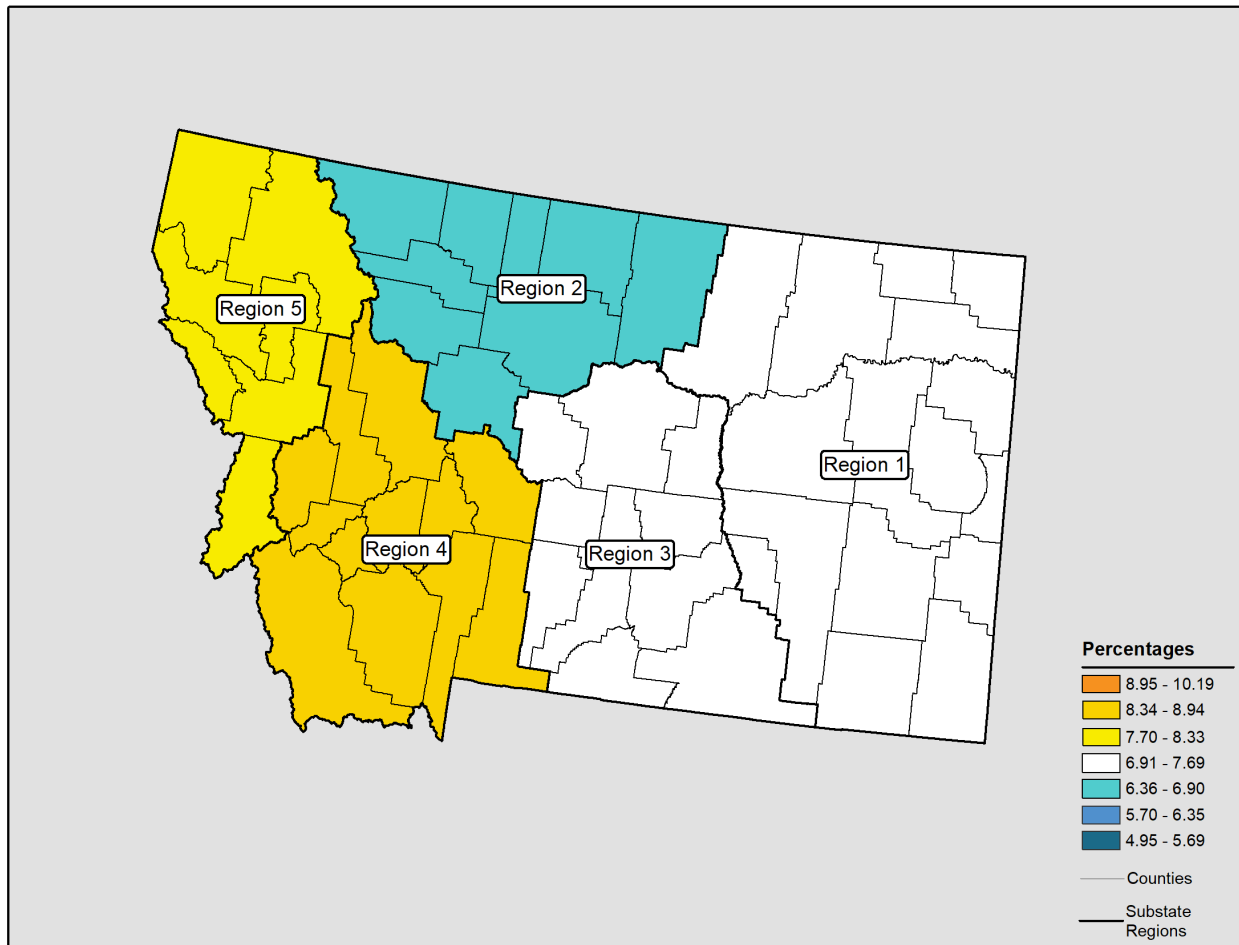 Region 2
Region 5
Region 1
Region 4
Region 3
Percentages
8.95 - 10.19
8.34 - 8.94
7.70 - 8.33
6.91 - 7.69
6.36 - 6.90
5.70 - 6.35
4.95 - 5.69
Counties
Substate
Regions